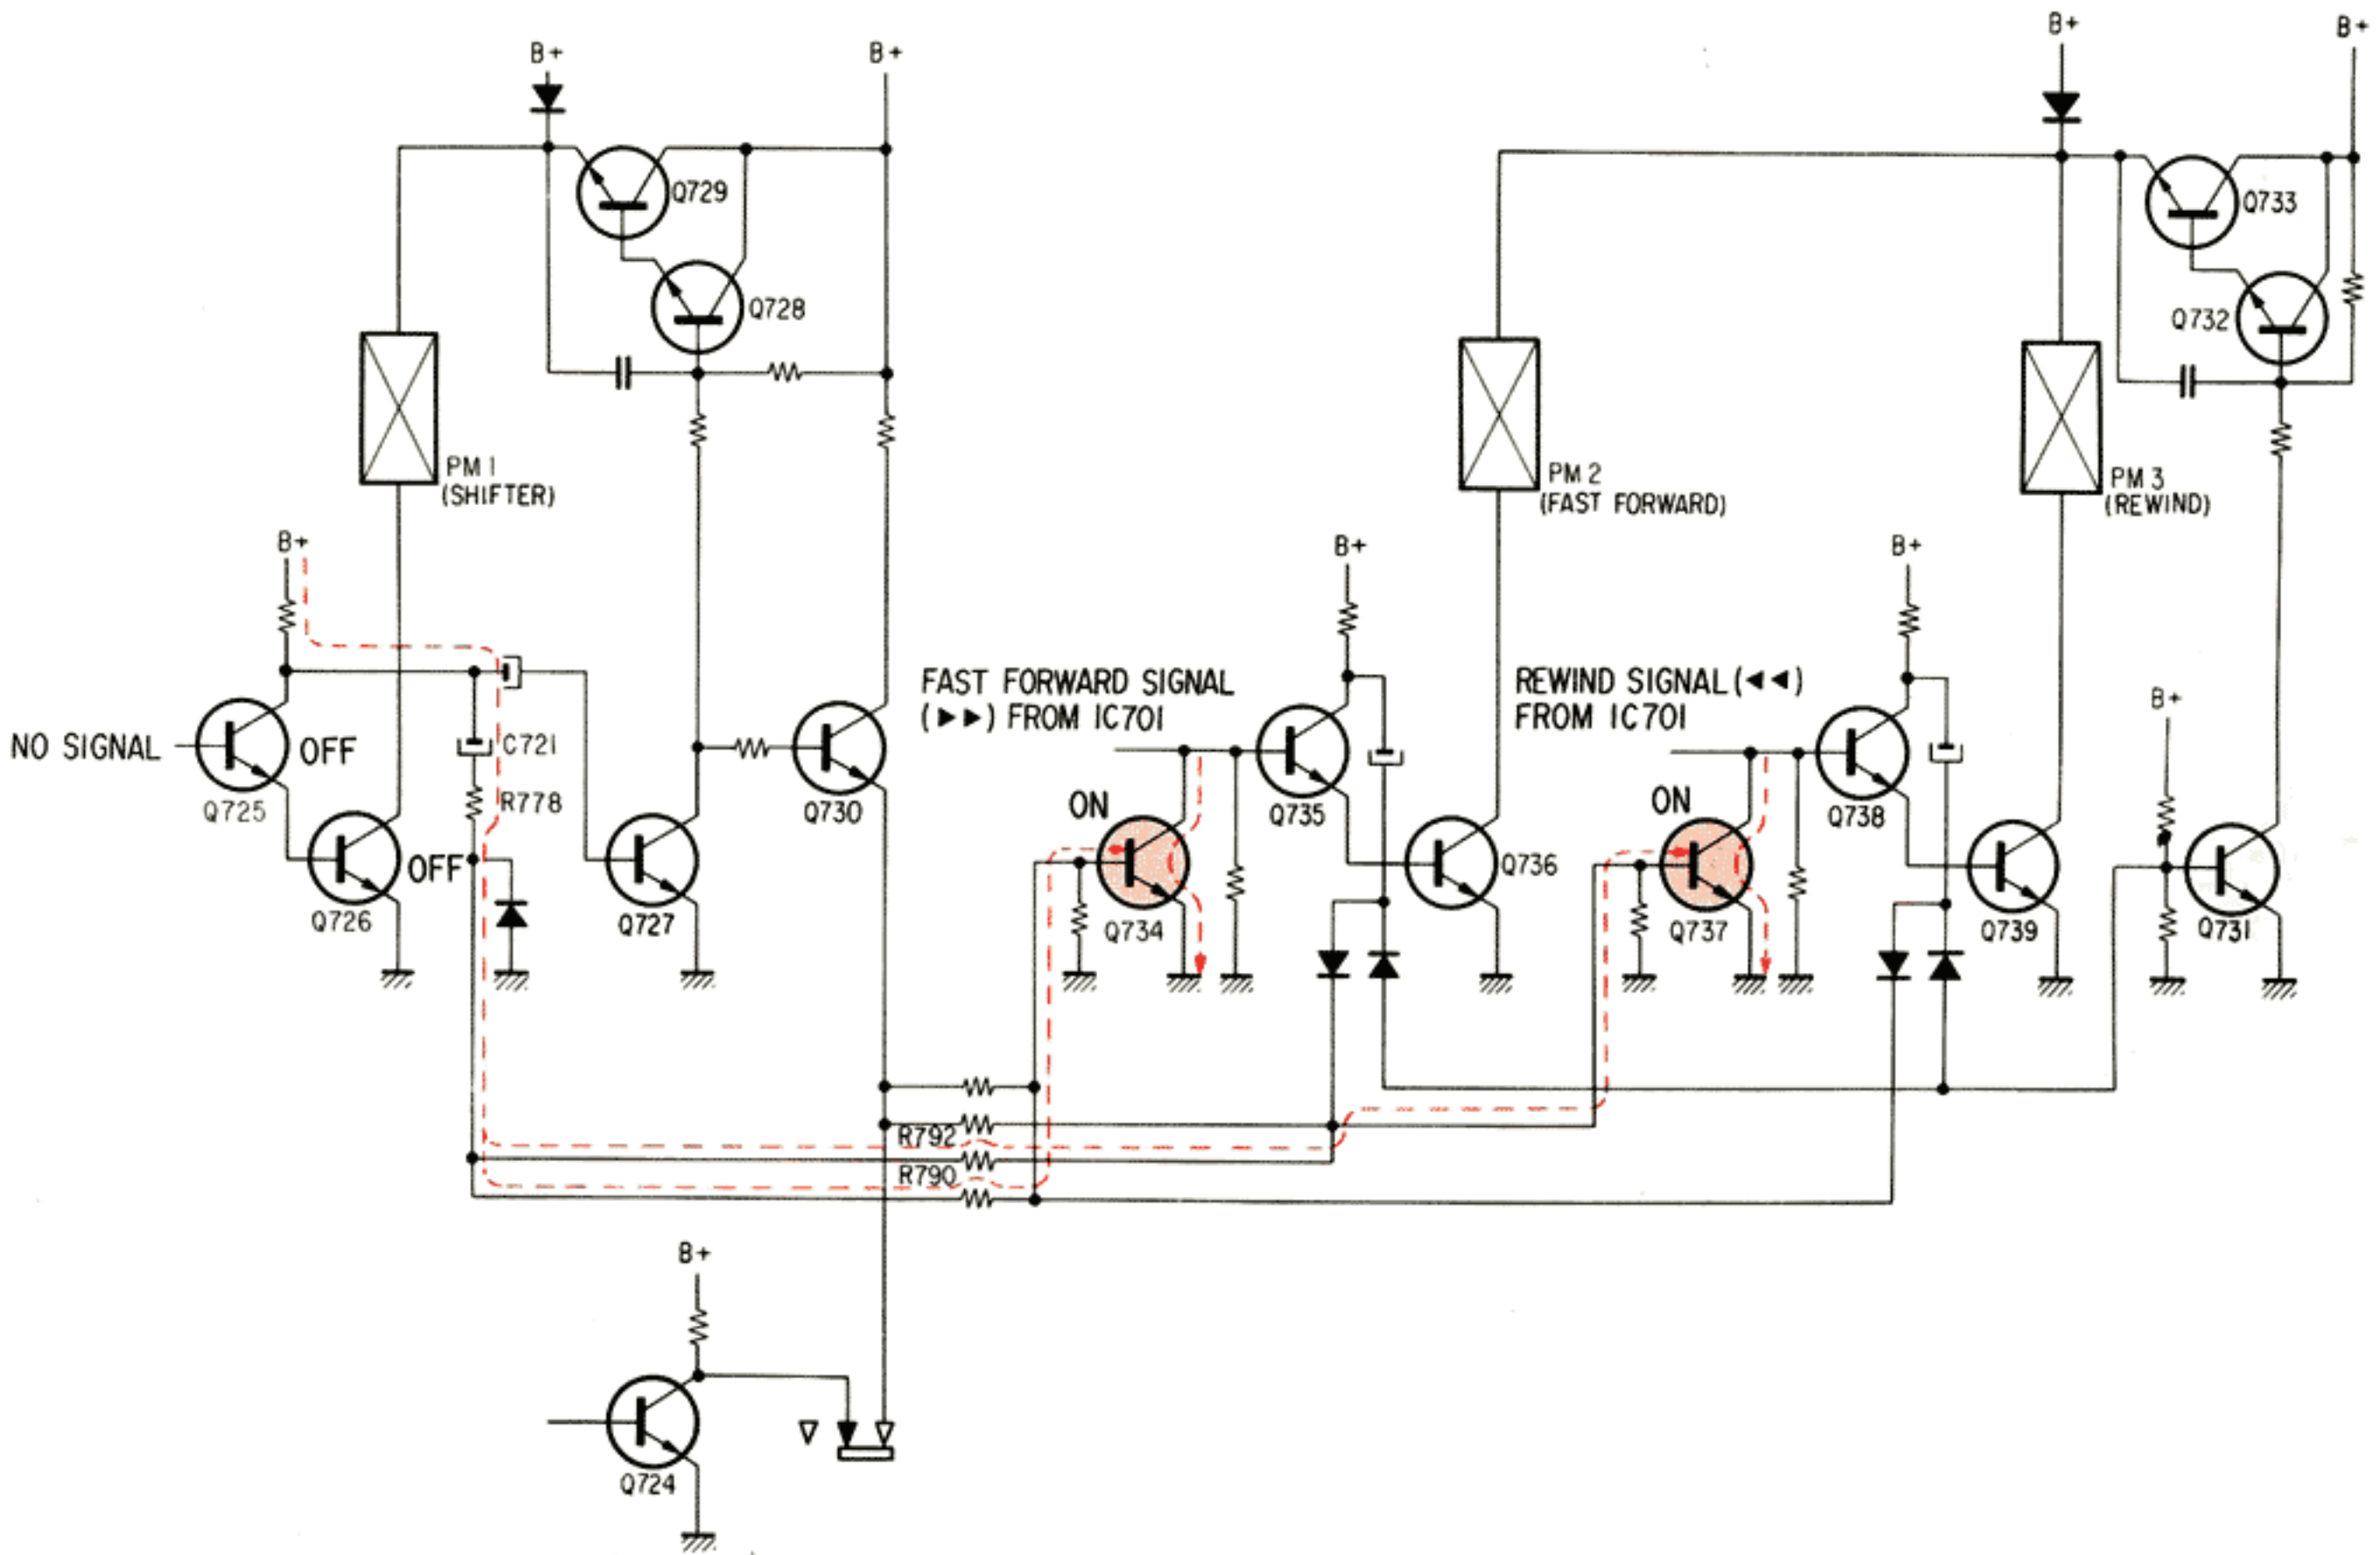 B+
B+
B+
B+
Q729
Q733
Q728
Q732
PM 1
(SHIFTER)
PM 2
(FAST FORWARD)
PM 3
(REWIND)
B+
B+
B+
FAST FORWARD SIGNAL
(▶▶) FROM IC701
REWIND SIGNAL (◀◀)
FROM IC701
B+
NO SIGNAL
OFF
C721
R778
Q725
Q730
ON
Q735
ON
Q738
OFF
Q726
Q727
Q734
Q736
Q737
Q739
Q731
R792
R790
B+
Q724